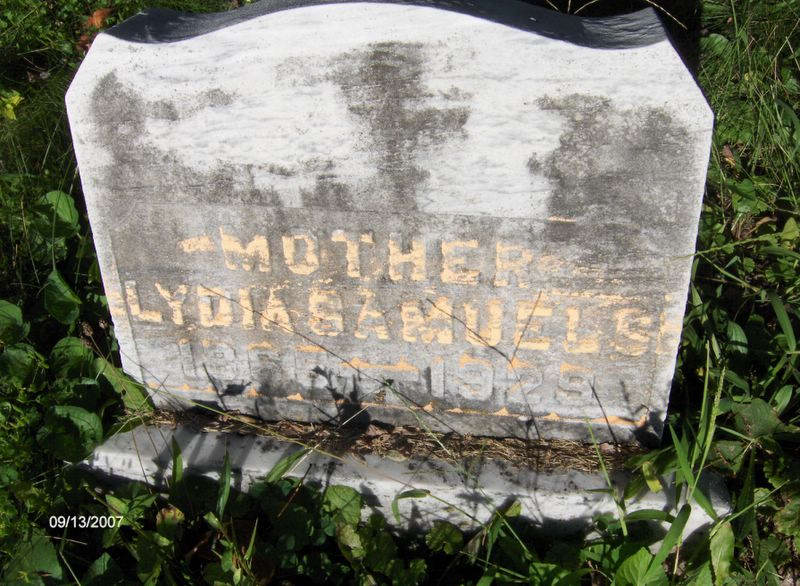 MOTHER
LYDIA SAMUELS
1925
09/13/2007